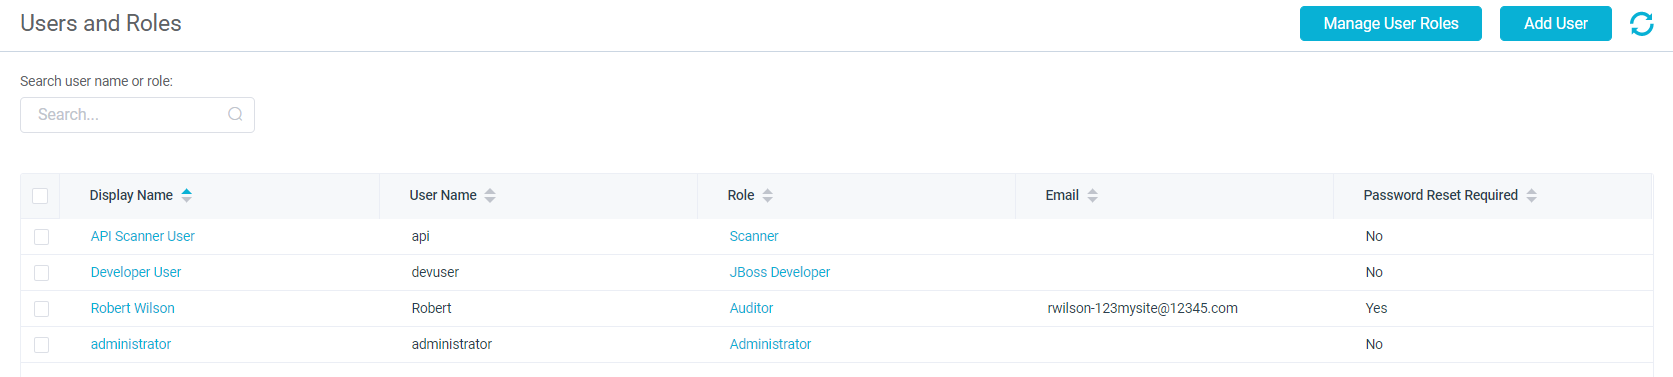 Users and Roles Manage User Roles Add User
Search user name or role:
Search...
Display Name User Name Role Email Password Reset Required
API Scanner User api Scanner No
Developer User devuser JBoss Developer No
Robert Wilson Robert Auditor rwilson-123mysite@12345.com Yes
administrator administrator Administrator No